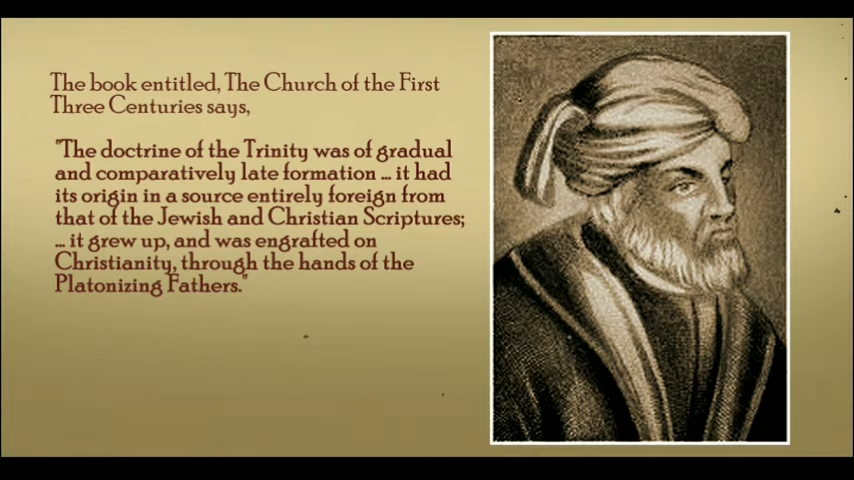 The book entitled, The Church of the First
Three Centuries says,
"The doctrine of the Trinity was of gradual
and comparatively late formation ... it had
its origin in a source entirely foreign from
that of the Jewish and Christian Scriptures;
... it grew up, and was engrafted on
Christianity, through the hands of the
Platonizing Fathers."